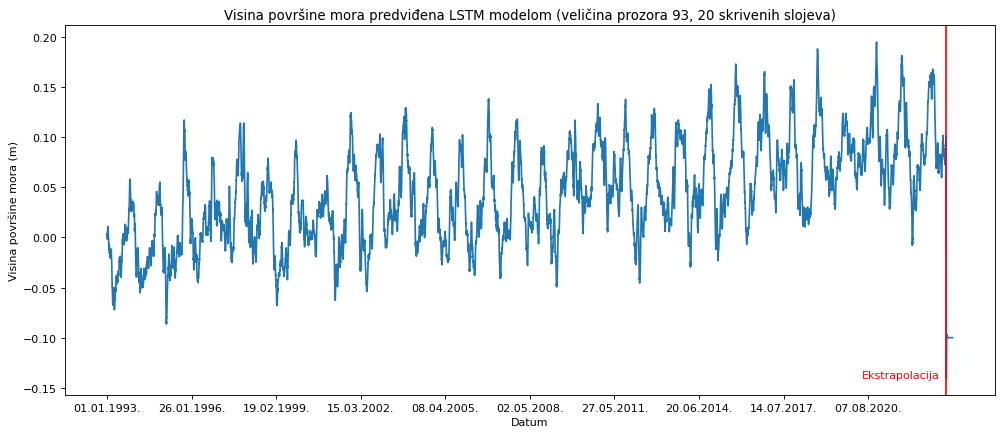 Visina površine mora predviđena LSTM modelom (veličina prozora 93, 20 skrivenih slojeva)
0.20
0.15
0.10
0.05
0.00
−0.05
−0.10
−0.15
Visina površine mora (m)
Ekstrapolacija
01.01.1993. 26.01.1996. 19.02.1999. 15.03.2002. 08.04.2005. 02.05.2008. 27.05.2011. 20.06.2014. 14.07.2017. 07.08.2020.
Datum